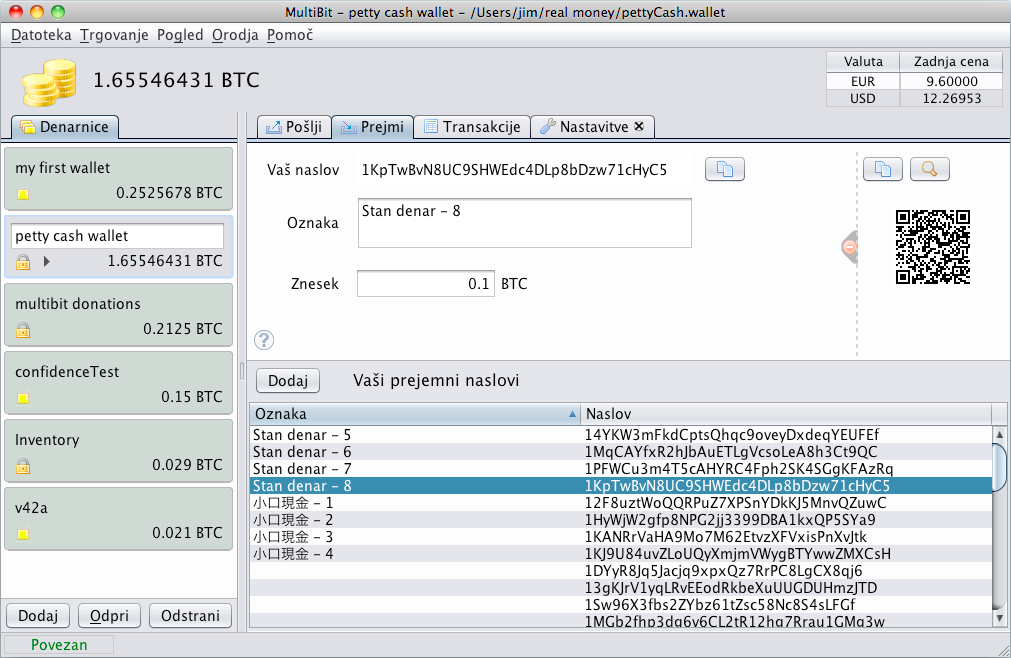 MultiBit – petty cash wallet – /Users/jim/real money/pettyCash.wallet
Datoteka Trgovanje Pogled Orodja Pomoč
1.65546431 BTC
Valuta Zadnja cena
EUR 9.60000
USD 12.26953
Denarnice
Pošlji Prejmi Transakcije Nastavitve
my first wallet
0.2525678 BTC
petty cash wallet
1.65546431 BTC
multibit donations
0.2125 BTC
confidenceTest
0.15 BTC
Inventory
0.029 BTC
v42a
0.021 BTC
Dodaj Odpri Odstrani
Povezan
Vaš naslov 1KpTwBvN8UC9SHWEdc4DLp8bDzw71cHyC5
Oznaka Stan denar – 8
Znesek 0.1 BTC
?
Dodaj Vaši prejemni naslovi
Oznaka Naslov
Stan denar – 5 14YKW3mFkdCptsQhqc9oveyDxdeqYEUFEf
Stan denar – 6 1MqCAYfxR2hJbAuETLgVcsoLeA8h3Ct9QC
Stan denar – 7 1PFWCu3m4T5cAHYRC4Fph2SK4SGgKFAzRq
Stan denar – 8 1KpTwBvN8UC9SHWEdc4DLp8bDzw71cHyC5
小口現金 – 1 12F8uztWoQQRPuZ7XPSnYDkKJ5MnvQZuwC
小口現金 – 2 1HyWjW2gfp8NPG2jj3399DBA1kxQP5SYa9
小口現金 – 3 1KANRrVaHA9Mo7M62EtvzXFVxisPnXvJtk
小口現金 – 4 1KJ9U84uvZLoUQyXmjmVWygBTYwwZMXCsH
1DYyR8Jq5Jacjq9xpxQz7RrPC8LgCX8qj6
13gKJrV1yqLRvEEodRkbeXuUUGDUHmzJTD
1Sw96X3fbs2ZYbz61tZsc58Nc8S4sLFGf
1MGb2fhp3dg6y6CL2tR12hg7Rrau1GMg3w